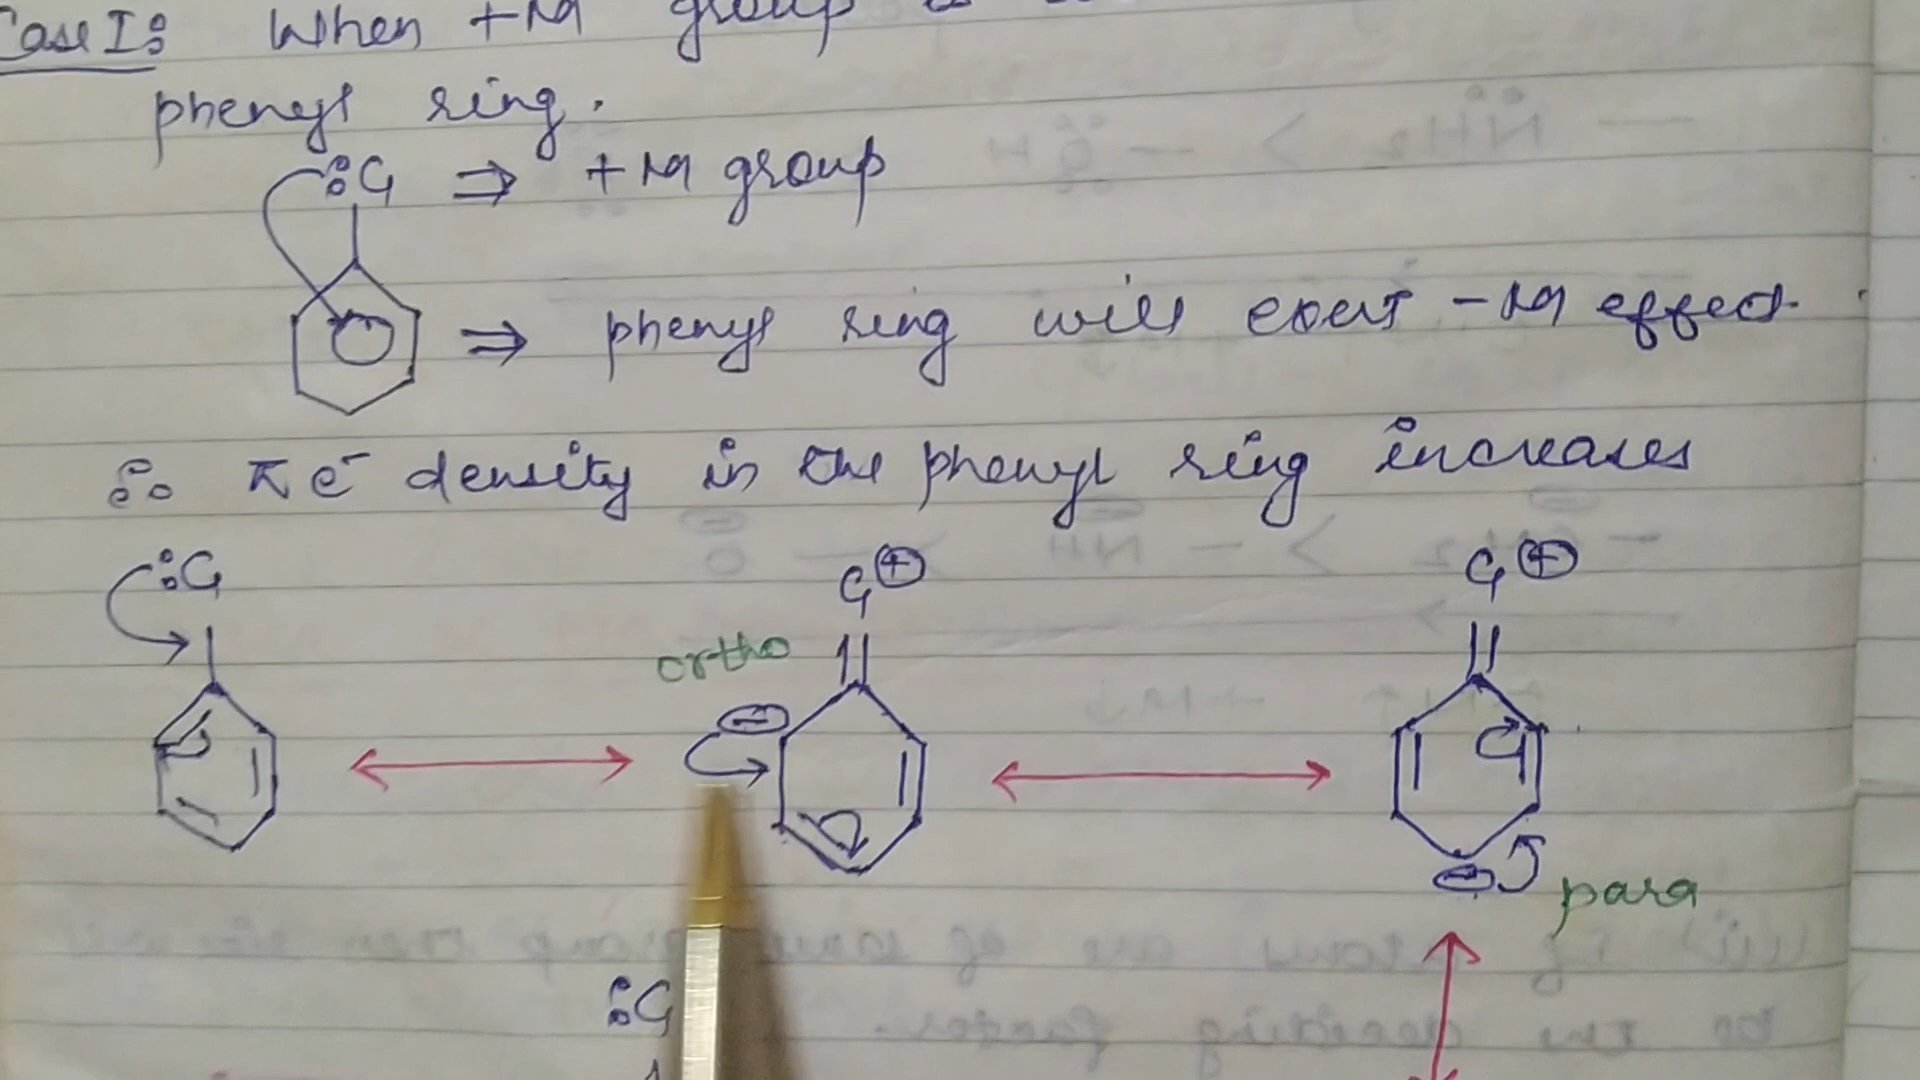 Case I: When +M group
phenyl ring.
:G ⇒ +M group
⇒ phenyl ring will exert -M effect.
∴ π e⁻ density in the phenyl ring increases
:G G⊕ G⊕
ortho
⊖
⊖ para
:G